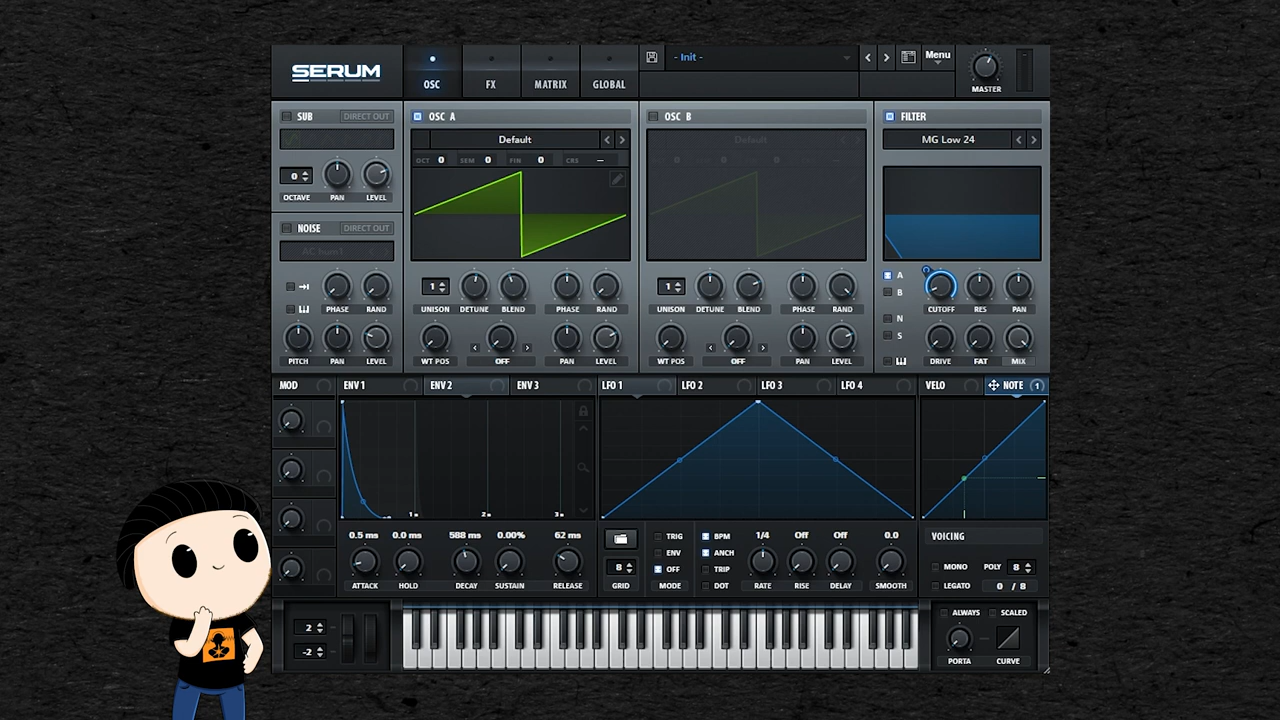 SERUM
OSC
FX
MATRIX
GLOBAL
- Init -
Menu
MASTER
SUB DIRECT OUT
0
OCTAVE PAN LEVEL
NOISE DIRECT OUT
AC hum1
PHASE RAND
PITCH PAN LEVEL
OSC A
Default
OCT 0 SEM 0 FIN 0 CRS --
1
UNISON DETUNE BLEND PHASE RAND
WT POS OFF PAN LEVEL
OSC B
Default
1
UNISON DETUNE BLEND PHASE RAND
WT POS OFF PAN LEVEL
FILTER
MG Low 24
A
B
N
S
CUTOFF RES PAN
DRIVE FAT MIX
MOD ENV 1 ENV 2 ENV 3 LFO 1 LFO 2 LFO 3 LFO 4 VELO NOTE 1
1 2 3
0.5 ms 0.0 ms 588 ms 0.00% 62 ms
ATTACK HOLD DECAY SUSTAIN RELEASE
8
GRID
TRIG
ENV
OFF
MODE
BPM
ANCH
TRIP
DOT
1/4 Off Off 0.0
RATE RISE DELAY SMOOTH
VOICING
MONO POLY 8
LEGATO 0 / 8
2
-2
ALWAYS SCALED
PORTA CURVE